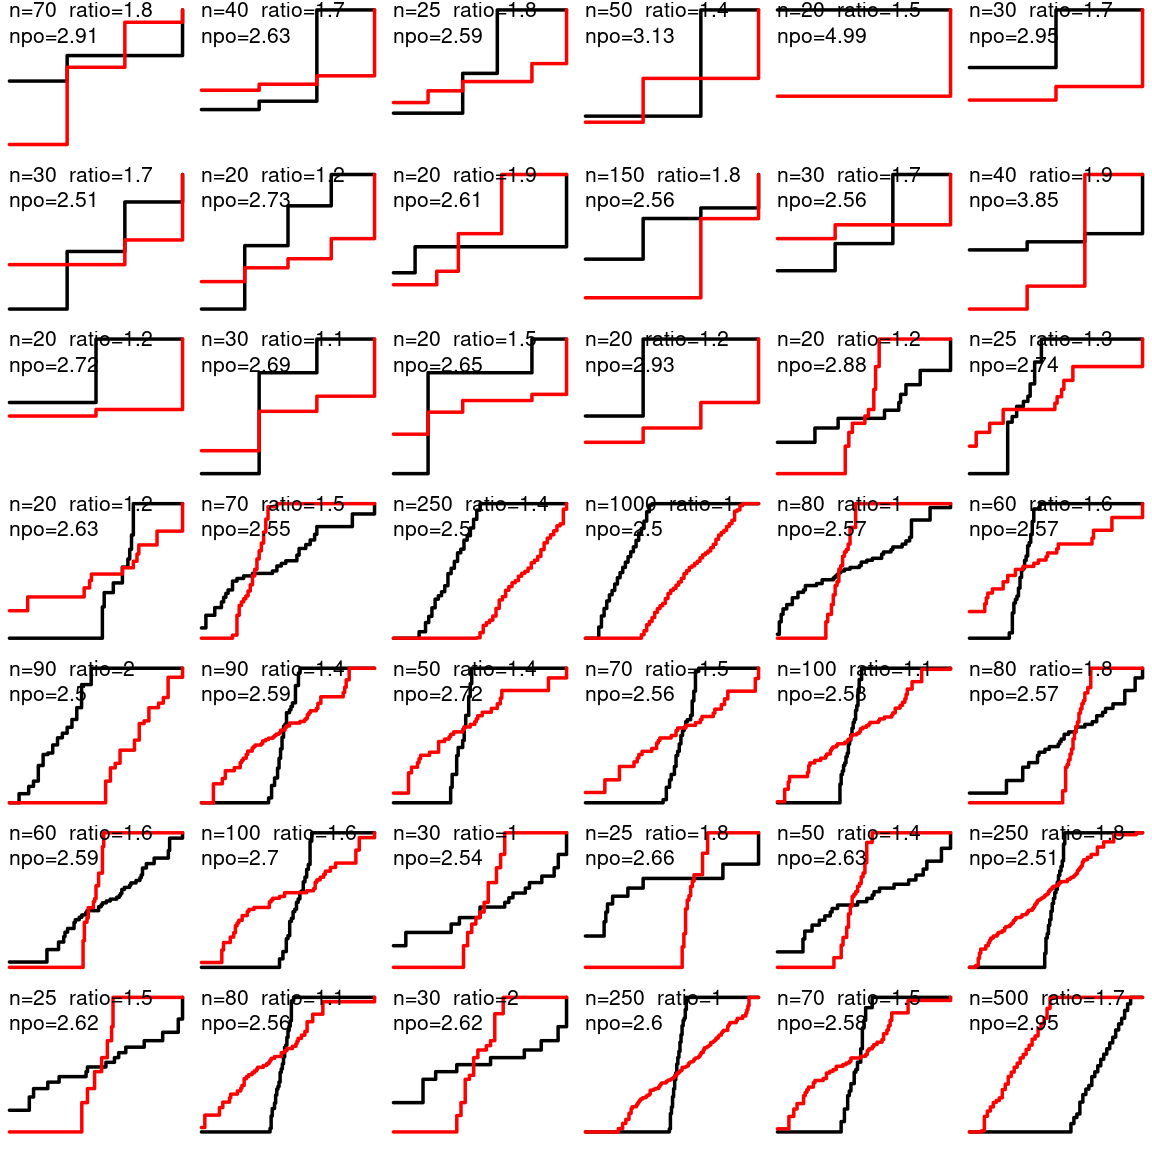 n=70 ratio=1.8
npo=2.91
n=40 ratio=1.7
npo=2.63
n=25 ratio=1.8
npo=2.59
n=50 ratio=1.4
npo=3.13
n=20 ratio=1.5
npo=4.99
n=30 ratio=1.7
npo=2.95
n=30 ratio=1.7
npo=2.51
n=20 ratio=1.2
npo=2.73
n=20 ratio=1.9
npo=2.61
n=150 ratio=1.8
npo=2.56
n=30 ratio=1.7
npo=2.56
n=40 ratio=1.9
npo=3.85
n=20 ratio=1.2
npo=2.72
n=30 ratio=1.1
npo=2.69
n=20 ratio=1.5
npo=2.65
n=20 ratio=1.2
npo=2.93
n=20 ratio=1.2
npo=2.88
n=25 ratio=1.3
npo=2.74
n=20 ratio=1.2
npo=2.63
n=70 ratio=1.5
npo=2.55
n=250 ratio=1.4
npo=2.5
n=1000 ratio=1
npo=2.5
n=80 ratio=1
npo=2.57
n=60 ratio=1.6
npo=2.57
n=90 ratio=2
npo=2.5
n=90 ratio=1.4
npo=2.59
n=50 ratio=1.4
npo=2.72
n=70 ratio=1.5
npo=2.56
n=100 ratio=1.1
npo=2.53
n=80 ratio=1.8
npo=2.57
n=60 ratio=1.6
npo=2.59
n=100 ratio=1.6
npo=2.7
n=30 ratio=1
npo=2.54
n=25 ratio=1.8
npo=2.66
n=50 ratio=1.4
npo=2.63
n=250 ratio=1.8
npo=2.51
n=25 ratio=1.5
npo=2.62
n=80 ratio=1.1
npo=2.56
n=30 ratio=2
npo=2.62
n=250 ratio=1
npo=2.6
n=70 ratio=1.5
npo=2.58
n=500 ratio=1.7
npo=2.95